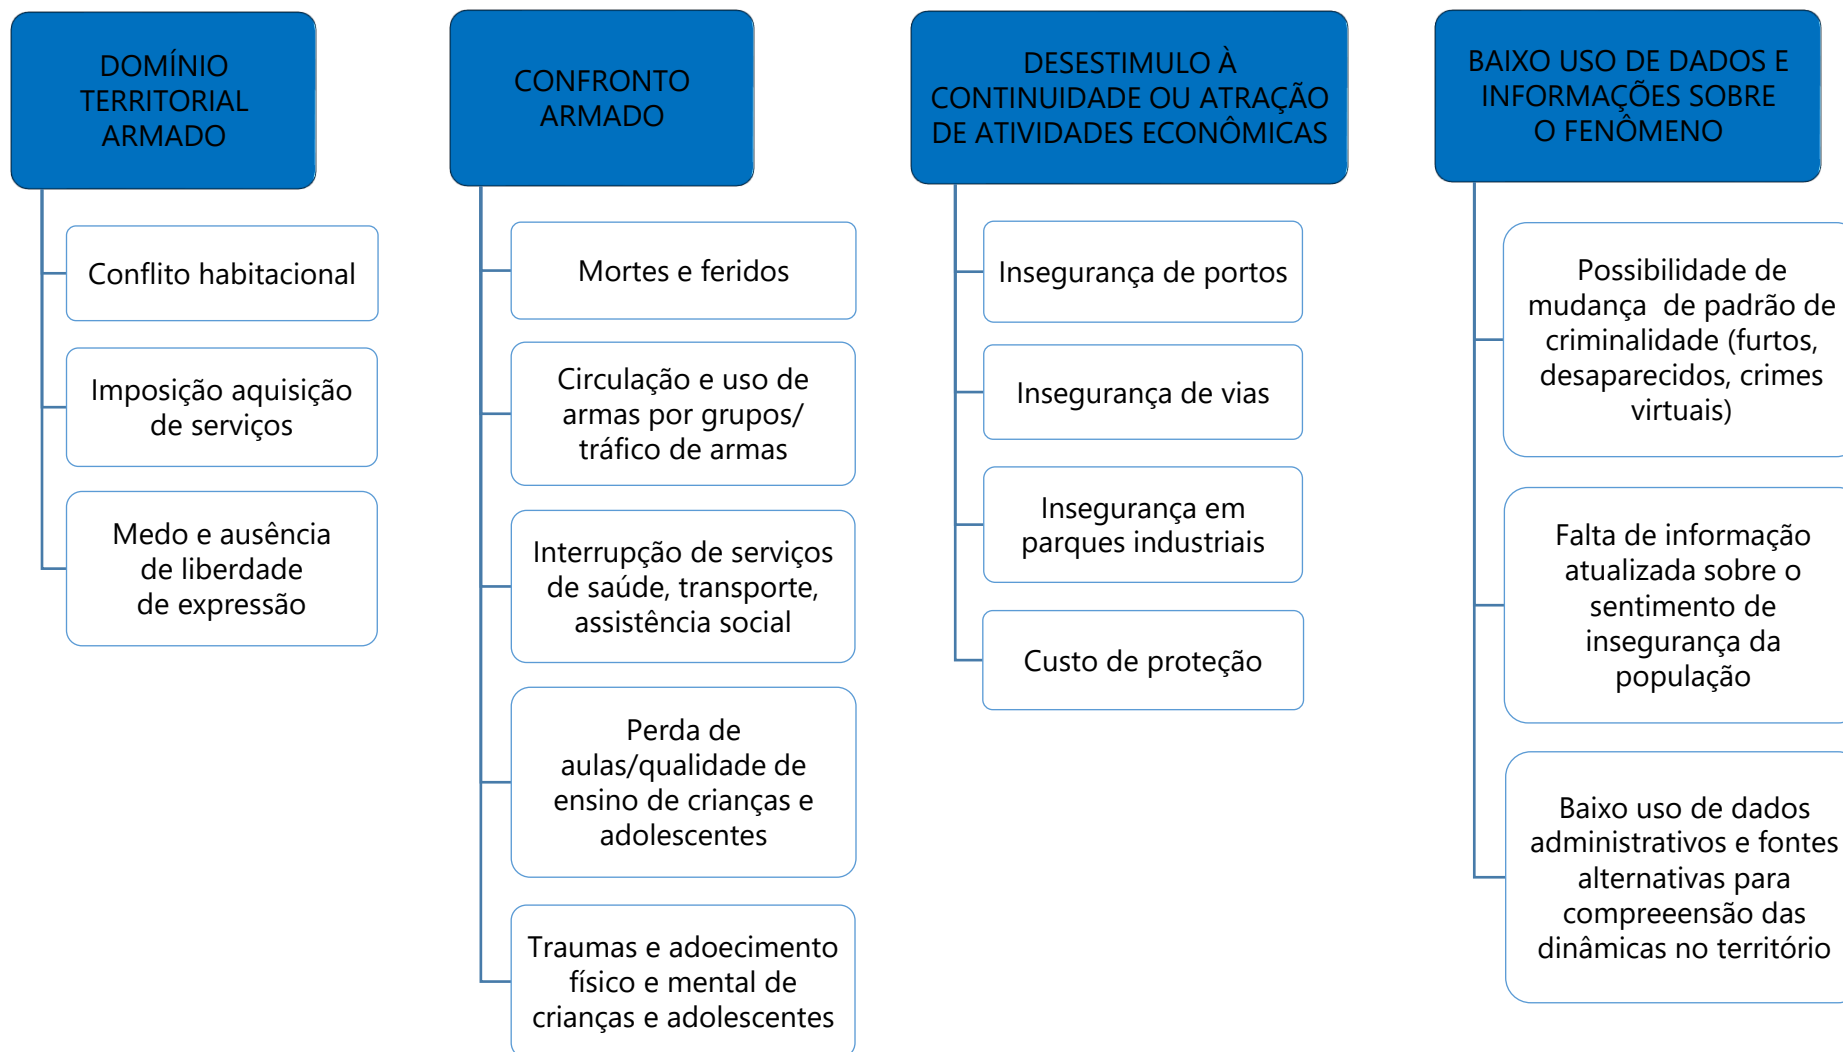 DOMÍNIO
TERRITORIAL
ARMADO
Conflito habitacional
Imposição aquisição
de serviços
Medo e ausência
de liberdade
de expressão
CONFRONTO
ARMADO
Mortes e feridos
Circulação e uso de
armas por grupos/
tráfico de armas
Interrupção de serviços
de saúde, transporte,
assistência social
Perda de
aulas/qualidade de
ensino de crianças e
adolescentes
Traumas e adoecimento
físico e mental de
crianças e adolescentes
DESESTIMULO À
CONTINUIDADE OU ATRAÇÃO
DE ATIVIDADES ECONÔMICAS
Insegurança de portos
Insegurança de vias
Insegurança em
parques industriais
Custo de proteção
BAIXO USO DE DADOS E
INFORMAÇÕES SOBRE
O FENÔMENO
Possibilidade de
mudança  de padrão de
criminalidade (furtos,
desaparecidos, crimes
virtuais)
Falta de informação
atualizada sobre o
sentimento de
insegurança da
população
Baixo uso de dados
administrativos e fontes
alternativas para
compreeensão das
dinâmicas no território